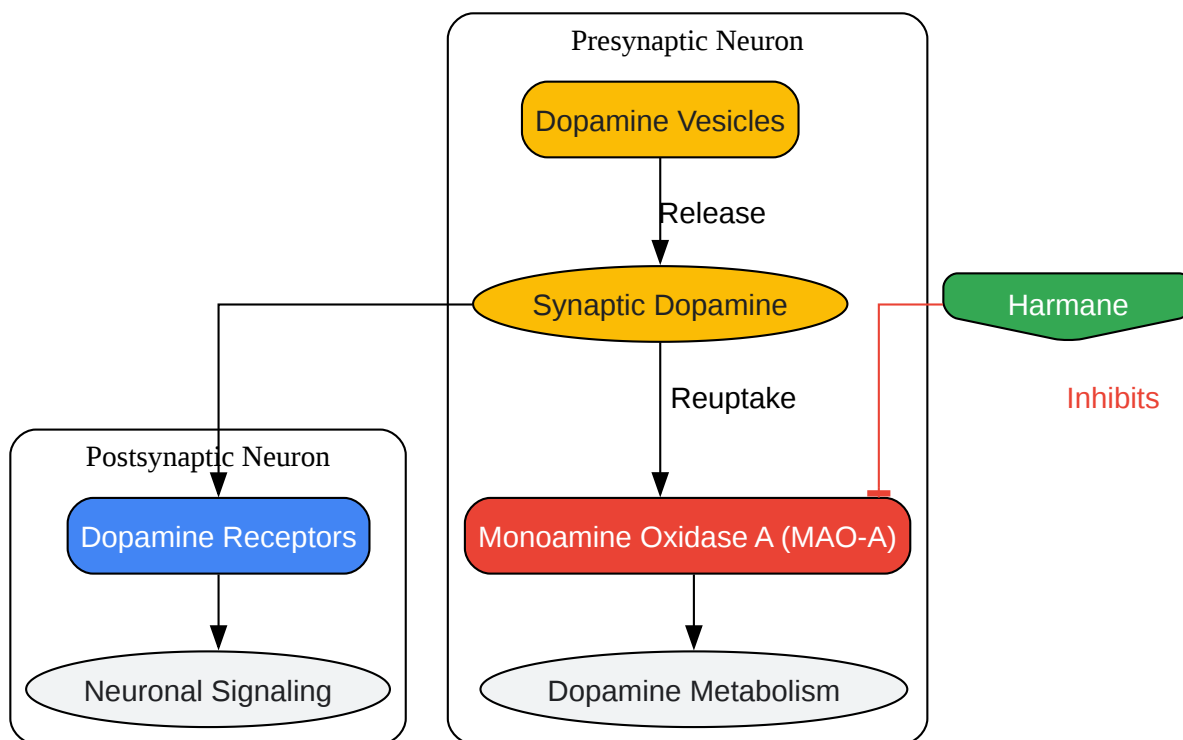 Presynaptic Neuron
Dopamine Vesicles
Release
Synaptic Dopamine
Harmane
Reuptake
Inhibits
Postsynaptic Neuron
Dopamine Receptors
Monoamine Oxidase A (MAO-A)
Neuronal Signaling
Dopamine Metabolism